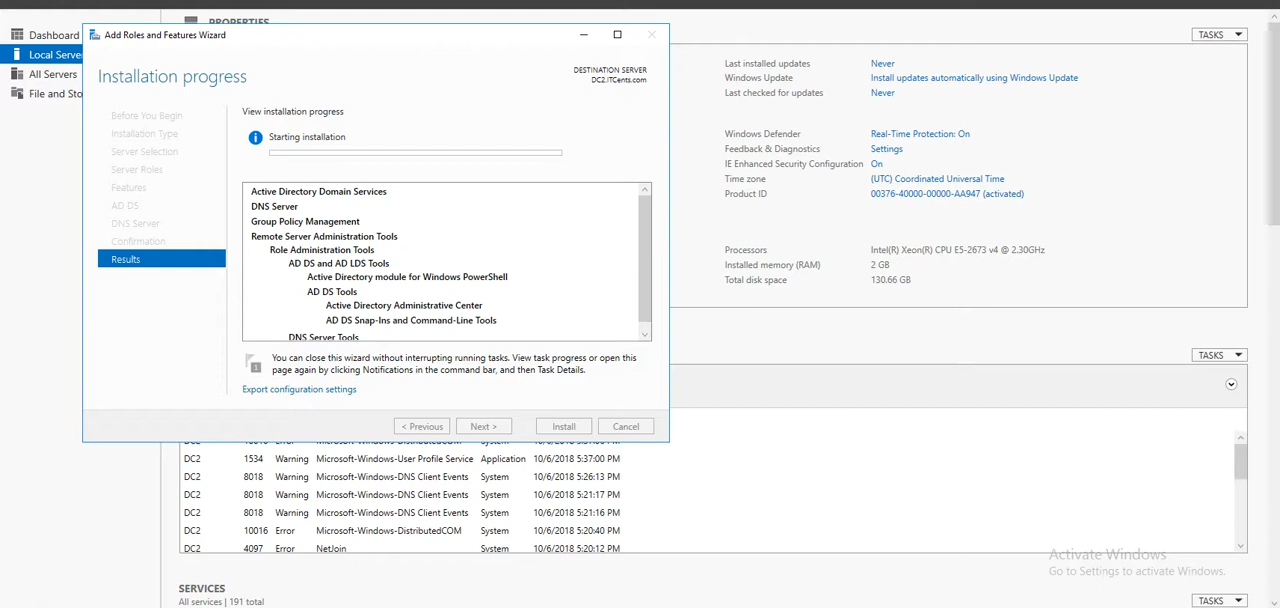 PROPERTIES
Dashboard
Local Serve
All Servers
File and Sto
Add Roles and Features Wizard
Installation progress
DESTINATION SERVER
DC2.ITCents.com
Before You Begin
Installation Type
Server Selection
Server Roles
Features
AD DS
DNS Server
Confirmation
Results
View installation progress
Starting installation
Active Directory Domain Services
DNS Server
Group Policy Management
Remote Server Administration Tools
Role Administration Tools
AD DS and AD LDS Tools
Active Directory module for Windows PowerShell
AD DS Tools
Active Directory Administrative Center
AD DS Snap-Ins and Command-Line Tools
DNS Server Tools
1
You can close this wizard without interrupting running tasks. View task progress or open this
page again by clicking Notifications in the command bar, and then Task Details.
Export configuration settings
< Previous
Next >
Install
Cancel
TASKS
Last installed updates Never
Windows Update Install updates automatically using Windows Update
Last checked for updates Never
Windows Defender Real-Time Protection: On
Feedback & Diagnostics Settings
IE Enhanced Security Configuration On
Time zone (UTC) Coordinated Universal Time
Product ID 00376-40000-00000-AA947 (activated)
Processors Intel(R) Xeon(R) CPU E5-2673 v4 @ 2.30GHz
Installed memory (RAM) 2 GB
Total disk space 130.66 GB
TASKS
DC2 10016 Error Microsoft-Windows-DistributedCOM System 10/6/2018 5:37:00 PM
DC2 1534 Warning Microsoft-Windows-User Profile Service Application 10/6/2018 5:37:00 PM
DC2 8018 Warning Microsoft-Windows-DNS Client Events System 10/6/2018 5:26:13 PM
DC2 8018 Warning Microsoft-Windows-DNS Client Events System 10/6/2018 5:21:17 PM
DC2 8018 Warning Microsoft-Windows-DNS Client Events System 10/6/2018 5:21:16 PM
DC2 10016 Error Microsoft-Windows-DistributedCOM System 10/6/2018 5:20:40 PM
DC2 4097 Error NetJoin System 10/6/2018 5:20:12 PM
Activate Windows
Go to Settings to activate Windows.
SERVICES
All services | 191 total
TASKS